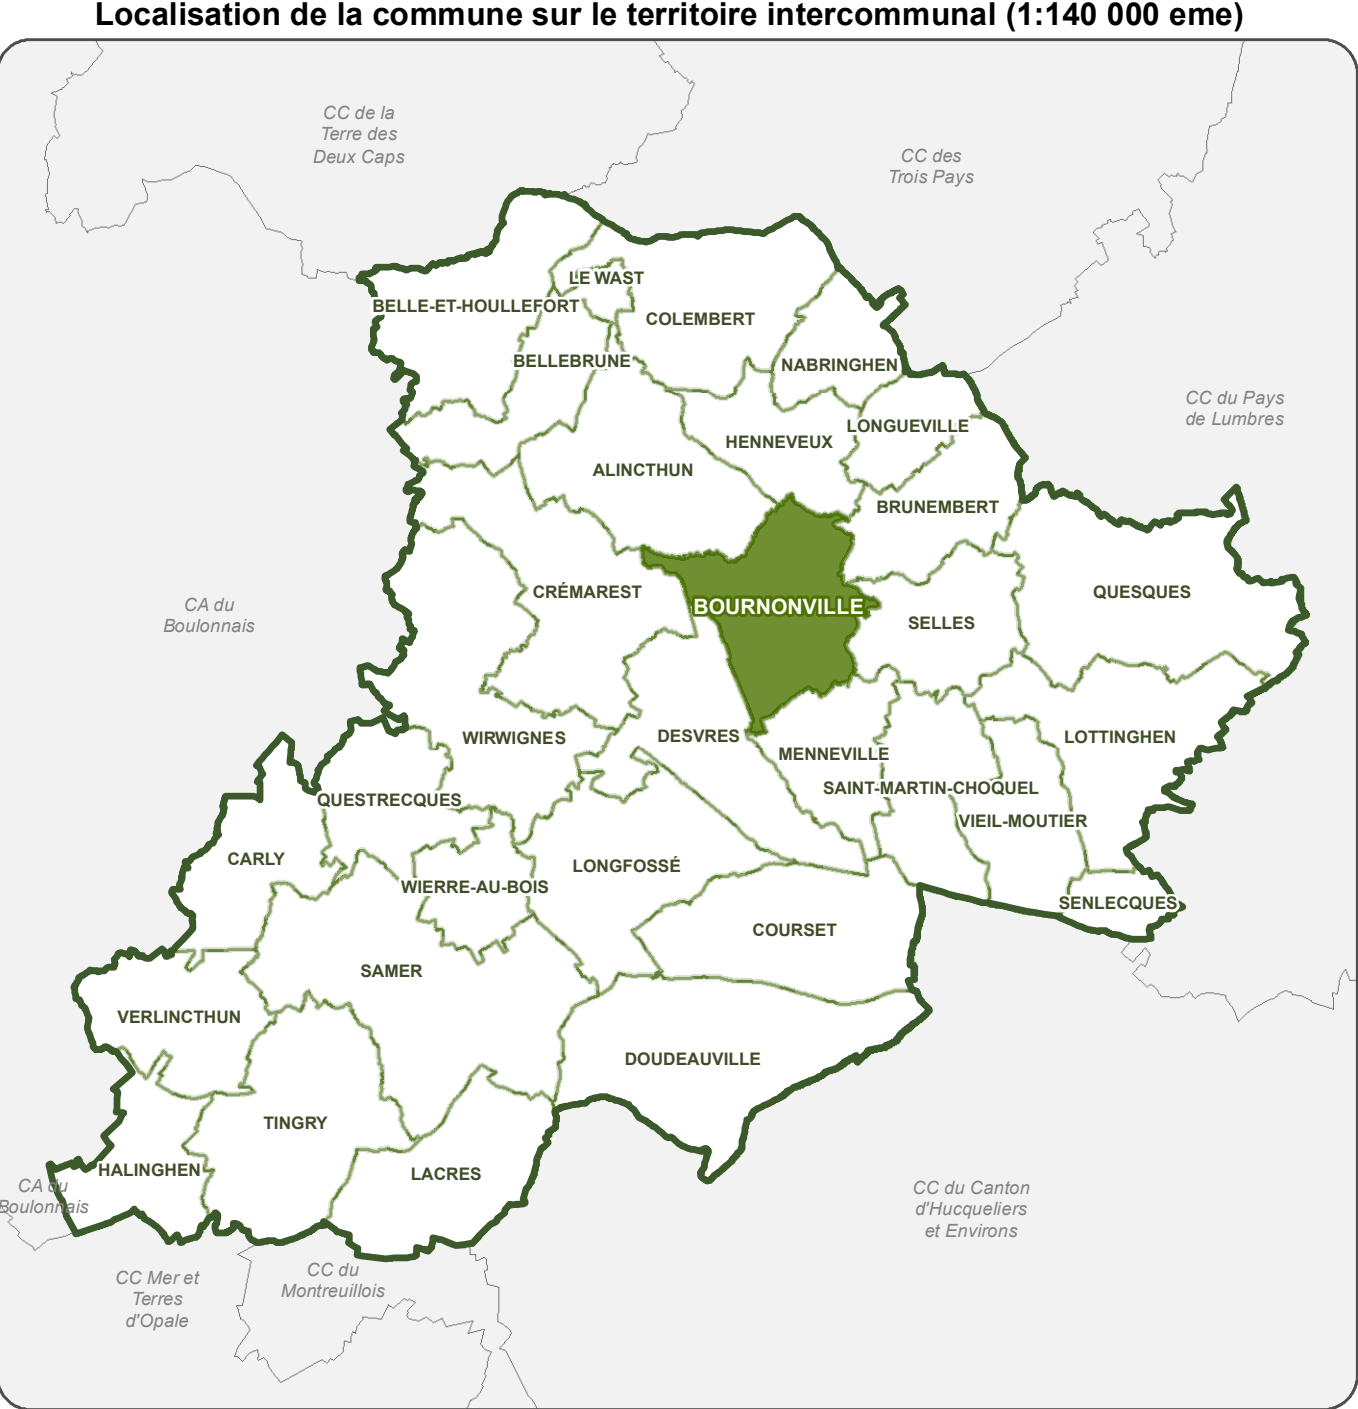 Localisation de la commune sur le territoire intercommunal (1:140 000 eme)
CC de la
Terre des
Deux Caps
CC des
Trois Pays
LE WAST
BELLE-ET-HOULLEFORT
COLEMBERT
BELLEBRUNE
NABRINGHEN
CC du Pays
de Lumbres
LONGUEVILLE
HENNEVEUX
ALINCTHUN
BRUNEMBERT
CRÉMAREST
QUESQUES
CA du
Boulonnais
BOURNONVILLE
SELLES
WIRWIGNES
DESVRES
LOTTINGHEN
MENNEVILLE
SAINT-MARTIN-CHOQUEL
QUESTRECQUES
VIEIL-MOUTIER
CARLY
LONGFOSSÉ
WIERRE-AU-BOIS
SENLECQUES
COURSET
SAMER
VERLINCTHUN
DOUDEAUVILLE
TINGRY
HALINGHEN
LACRES
CA du
Boulonnais
CC du Canton
d'Hucqueliers
et Environs
CC Mer et
Terres
d'Opale
CC du
Montreuillois